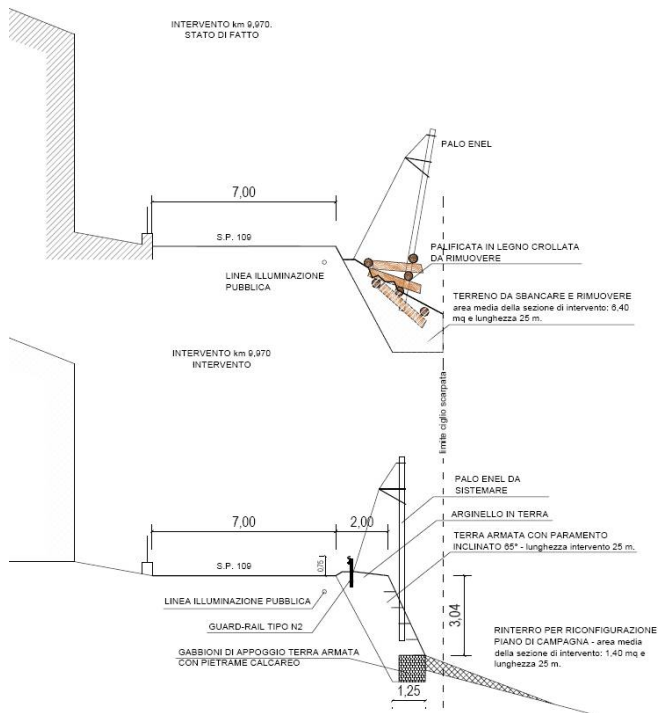 INTERVENTO km 9,970.
STATO DI FATTO
PALO ENEL
7,00
S.P. 109
PALIFICATA IN LEGNO CROLLATA
DA RIMUOVERE
LINEA ILLUMINAZIONE
PUBBLICA
TERRENO DA SBANCARE E RIMUOVERE
area media della sezione di intervento: 6,40
mq e lunghezza 25 m.
INTERVENTO km 9,970
INTERVENTO
limite ciglio scarpata
PALO ENEL DA
SISTEMARE
ARGINELLO IN TERRA
7,00
2,00
TERRA ARMATA CON PARAMENTO
INCLINATO 65° - lunghezza intervento 25 m.
0,75
S.P. 109
3,04
LINEA ILLUMINAZIONE PUBBLICA
GUARD-RAIL TIPO N2
RINTERRO PER RICONFIGURAZIONE
PIANO DI CAMPAGNA - area media
della sezione di intervento: 1,40 mq e
lunghezza 25 m.
GABBIONI DI APPOGGIO TERRA ARMATA
CON PIETRAME CALCAREO
1,25